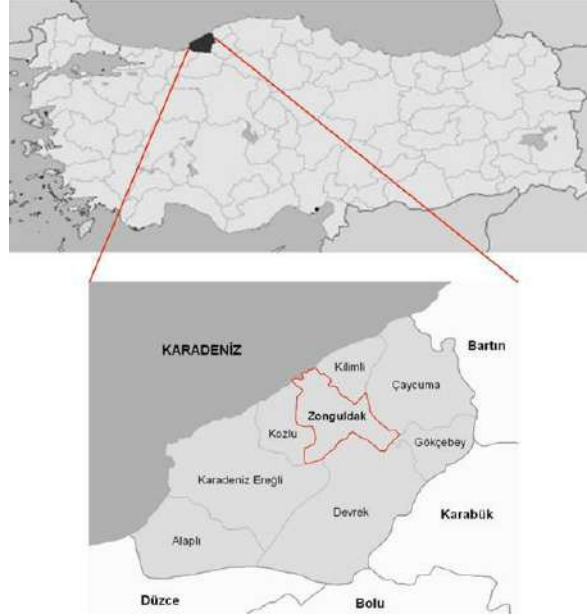 KARADENİZ
Bartın
Kilimli
Çaycuma
Zonguldak
Kozlu
Gökçebey
Karadeniz Ereğli
Devrek
Karabük
Alaplı
Düzce
Bolu